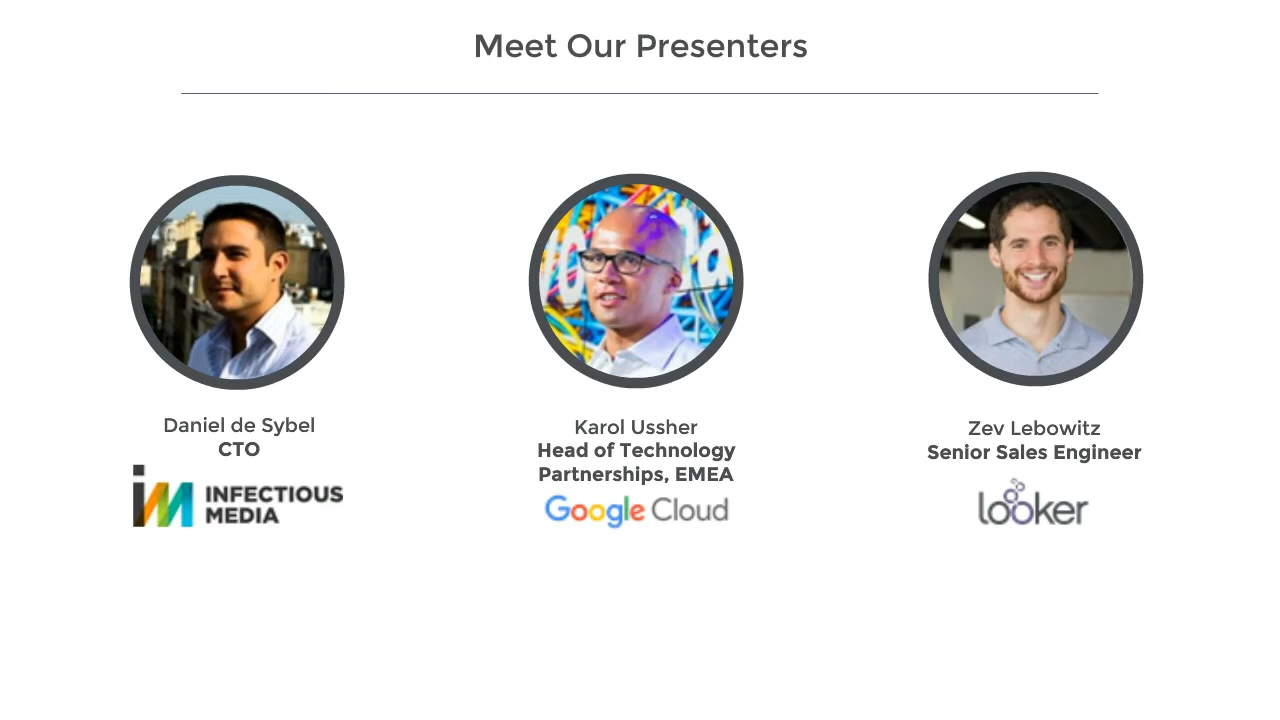 Meet Our Presenters
Daniel de Sybel
CTO
iM INFECTIOUS
MEDIA
Karol Ussher
Head of Technology
Partnerships, EMEA
Google Cloud
Zev Lebowitz
Senior Sales Engineer
looker